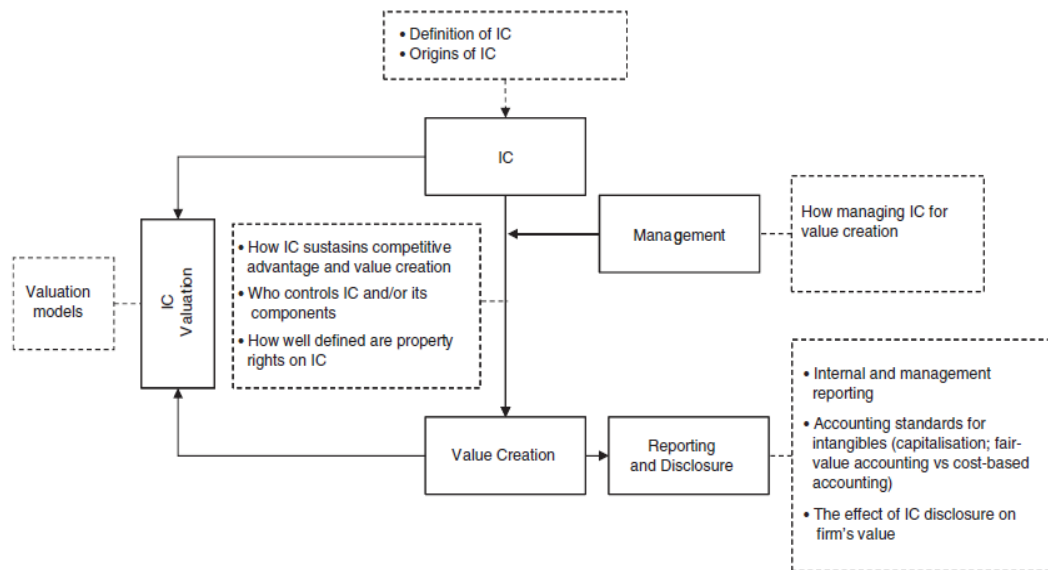 • Definition of IC
• Origins of IC
IC
Management
How managing IC for
value creation
• How IC sustasins competitive
advantage and value creation
• Who controls IC and/or its
components
• How well defined are property
rights on IC
Valuation
models
IC
Valuation
Value Creation
Reporting
and Disclosure
• Internal and management
reporting
• Accounting standards for
intangibles (capitalisation; fair-
value accounting vs cost-based
accounting)
• The effect of IC disclosure on
firm's value